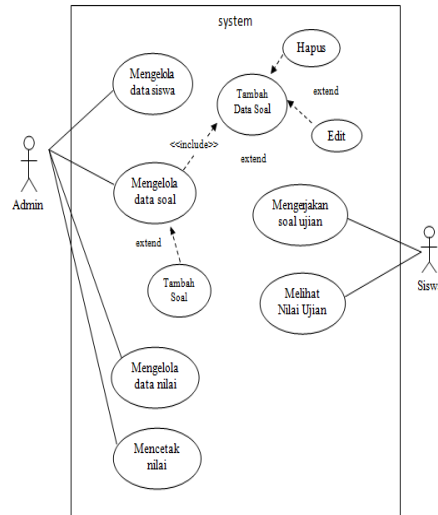 system
Hapus
Mengelola
data siswa
Tambah
Data Soal
extend
<<include>>
Edit
extend
Admin
Mengelola
data soal
Mengerjakan
soal ujian
extend
Tambah
Soal
Melihat
Nilai Ujian
Sisw
Mengelola
data nilai
Mencetak
nilai